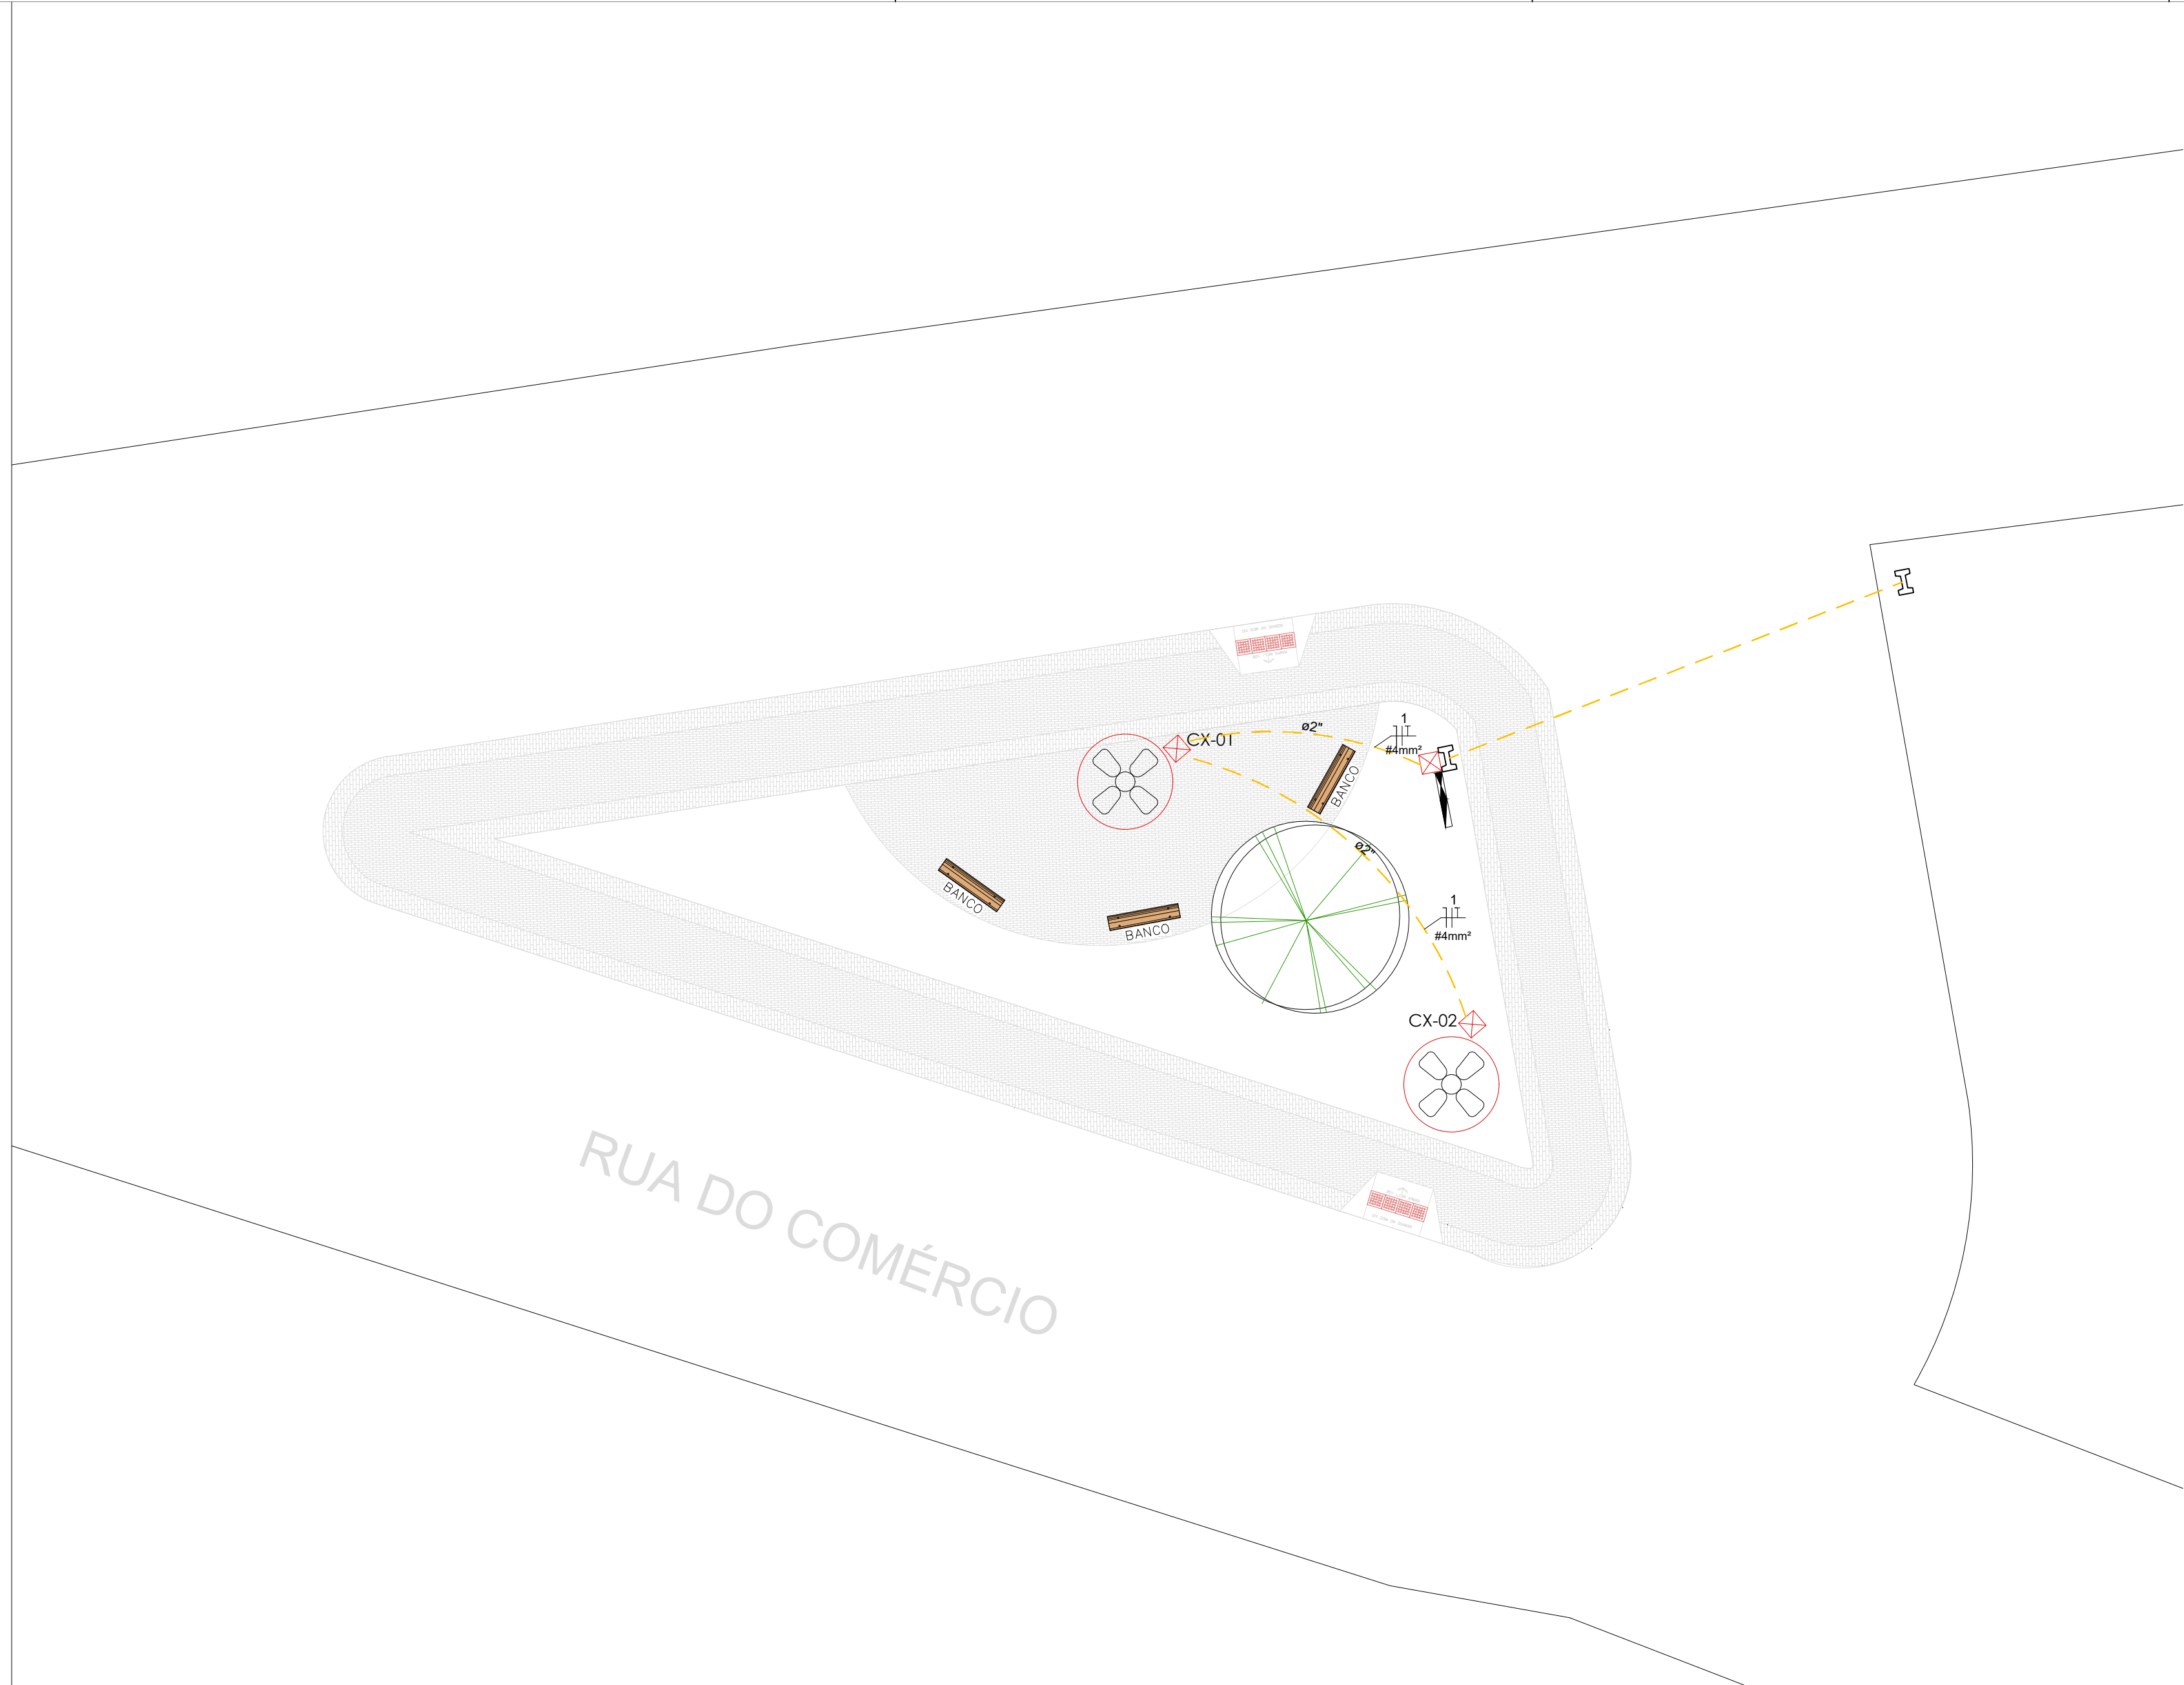 ø2"
1
#4mm²
CX-01
BANCO
ø2"
BANCO
BANCO
1
#4mm²
CX-02
RUA DO COMÉRCIO